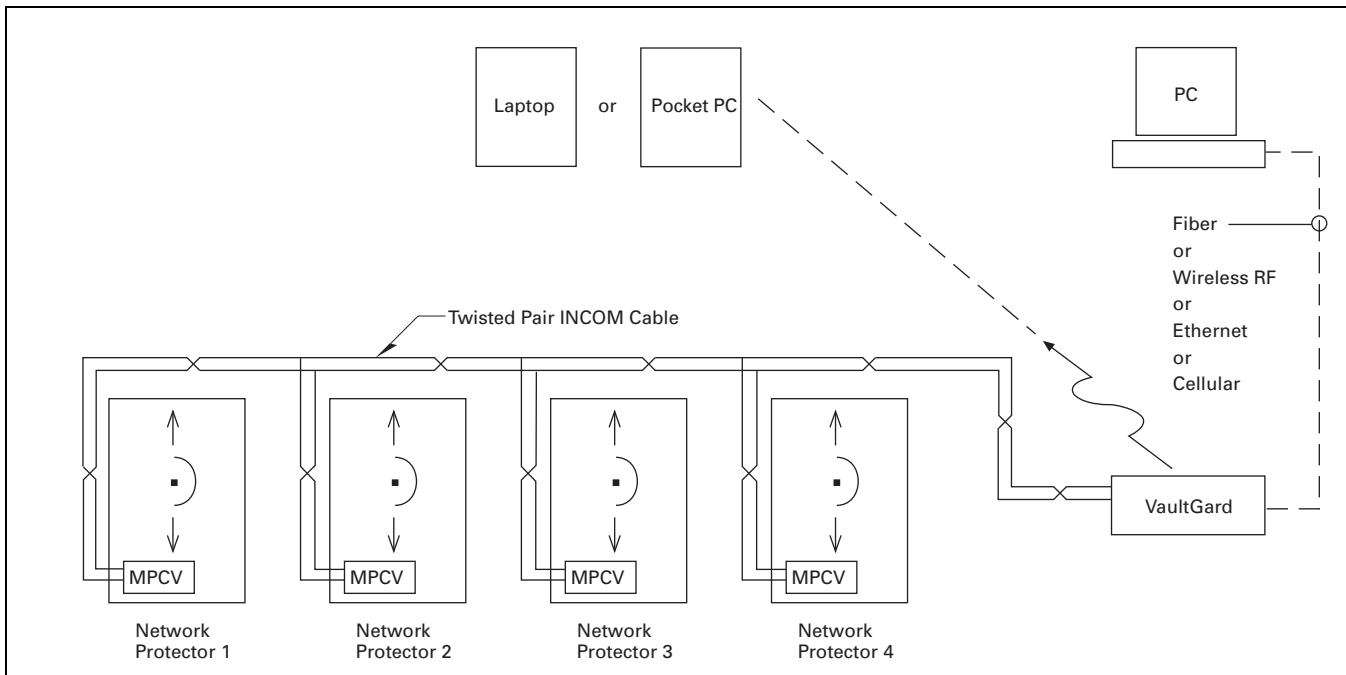 Laptop
or
Pocket PC
PC
Fiber
or
Wireless RF
or
Ethernet
or
Cellular
Twisted Pair INCOM Cable
VaultGard
MPCV
MPCV
MPCV
MPCV
Network
Protector 1
Network
Protector 2
Network
Protector 3
Network
Protector 4